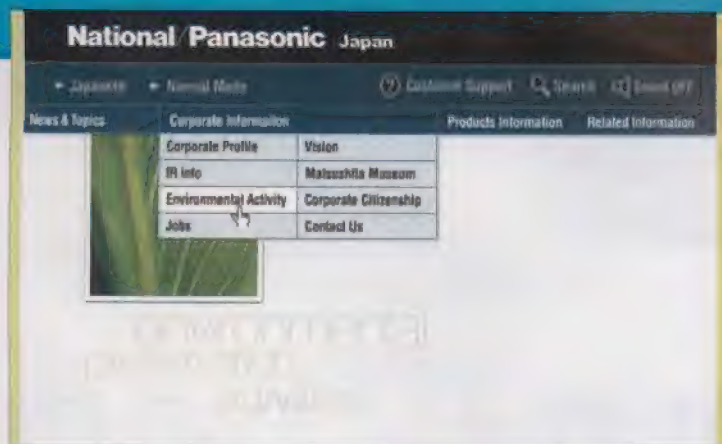 National/Panasonic Japan
Japanese Normal Mode Customer Support Search Sound OFF
News & Topics Corporate Information Products Information Related Information
Corporate Profile Vision
IR Info Matsushita Museum
Environmental Activity Corporate Citizenship
Jobs Contact Us